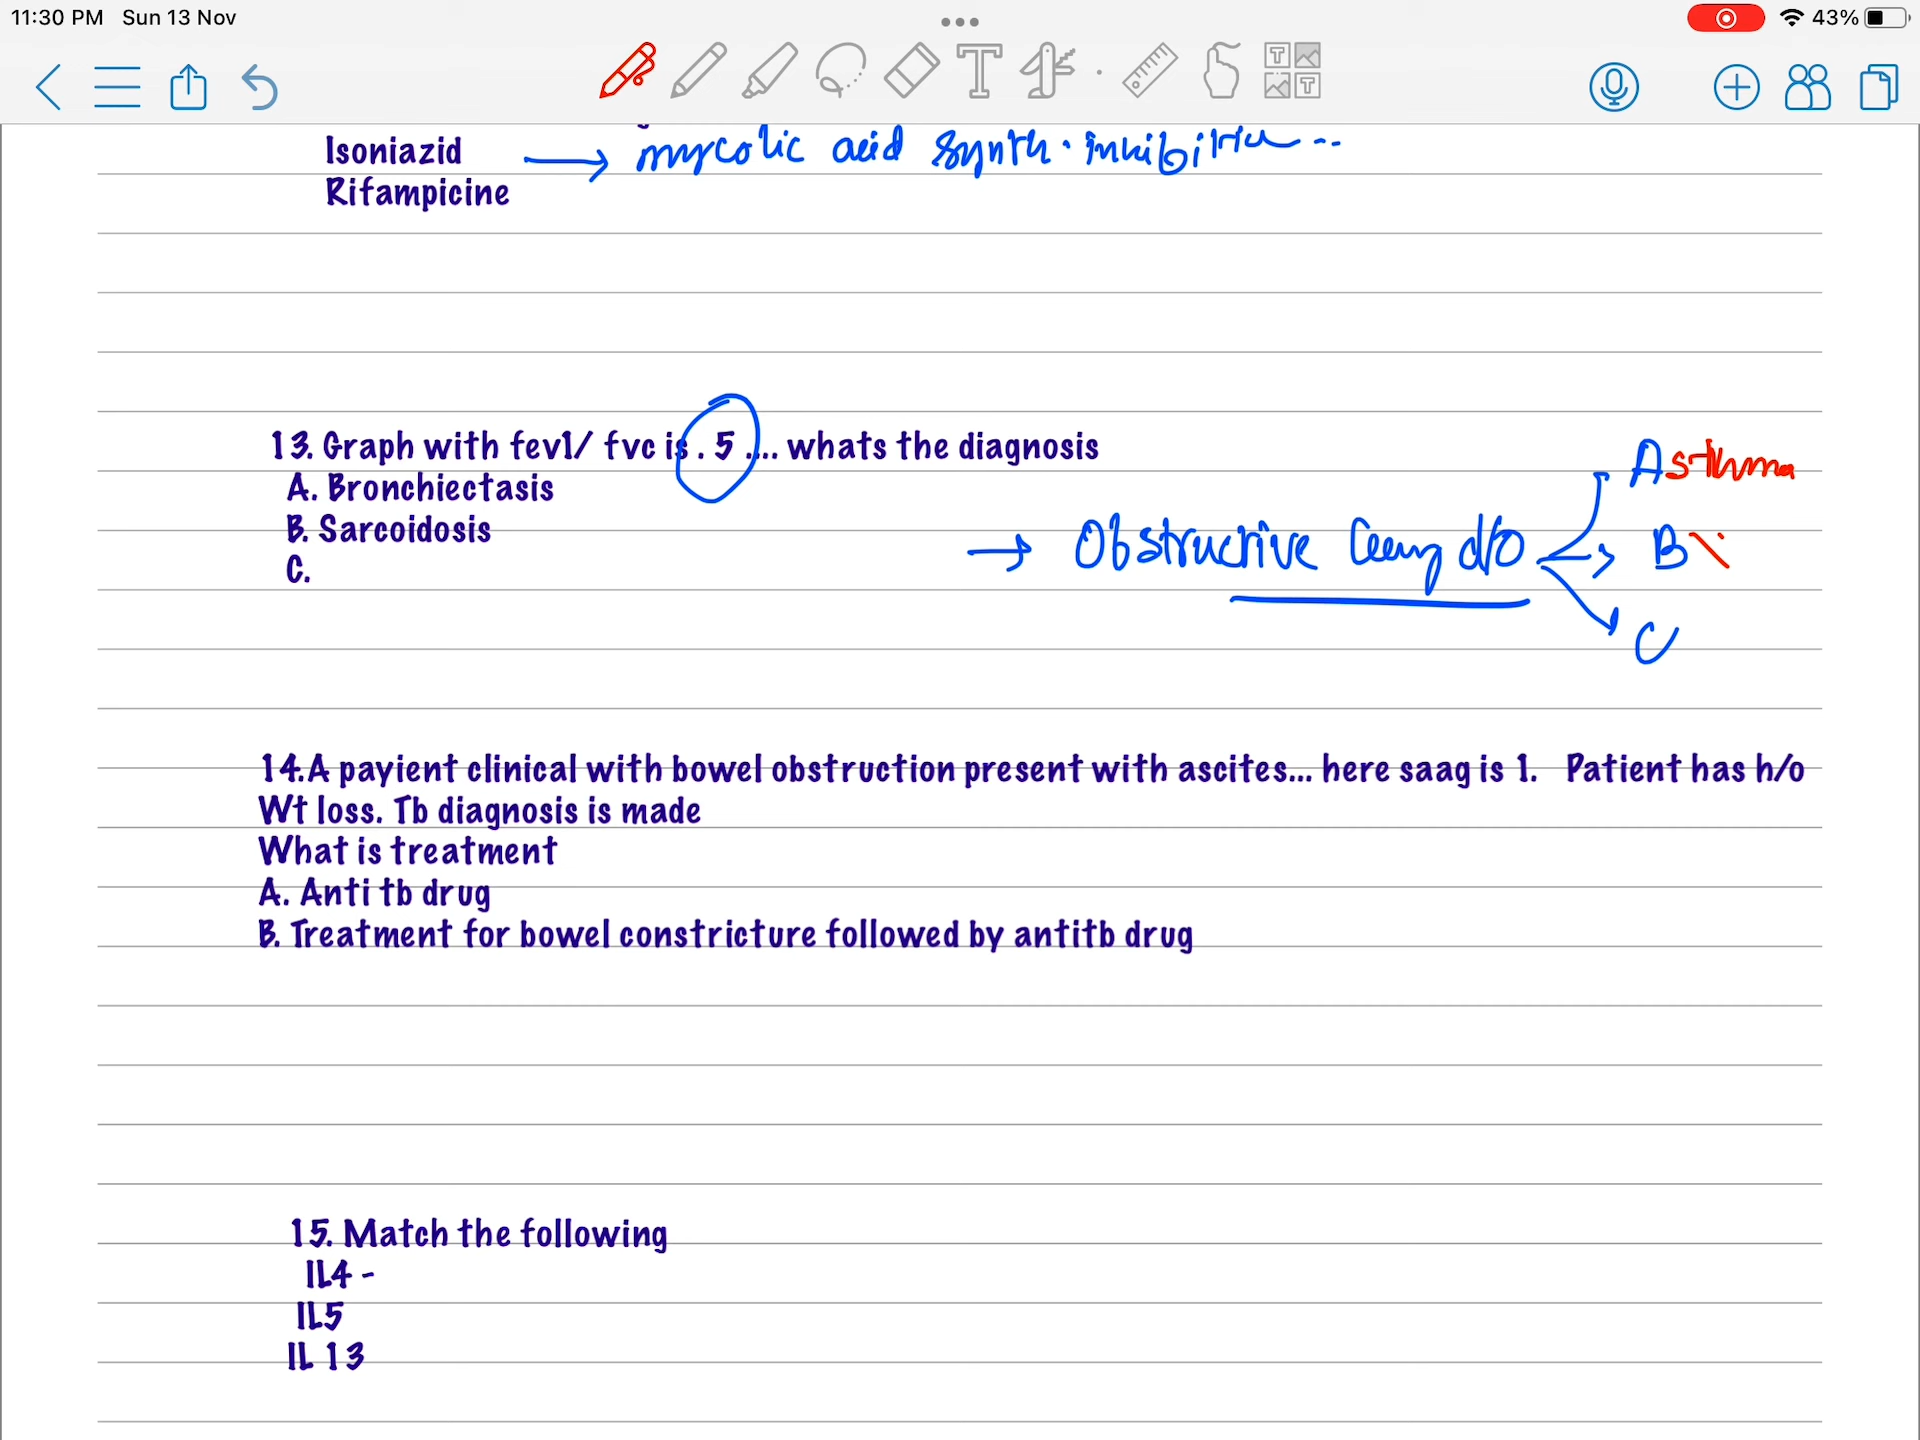 11:30 PM Sun 13 Nov
43%
Isoniazid → mycolic acid synth. inhibition ..
Rifampicine
13. Graph with fev1/ fvc is . 5 .... whats the diagnosis
A. Bronchiectasis
B. Sarcoidosis
C.
Asthma
→ Obstructive lung d/o
B
C
14.A payient clinical with bowel obstruction present with ascites... here saag is 1. Patient has h/o
Wt loss. Tb diagnosis is made
What is treatment
A. Anti tb drug
B. Treatment for bowel constricture followed by antitb drug
15. Match the following
IL4 -
IL5
IL 13